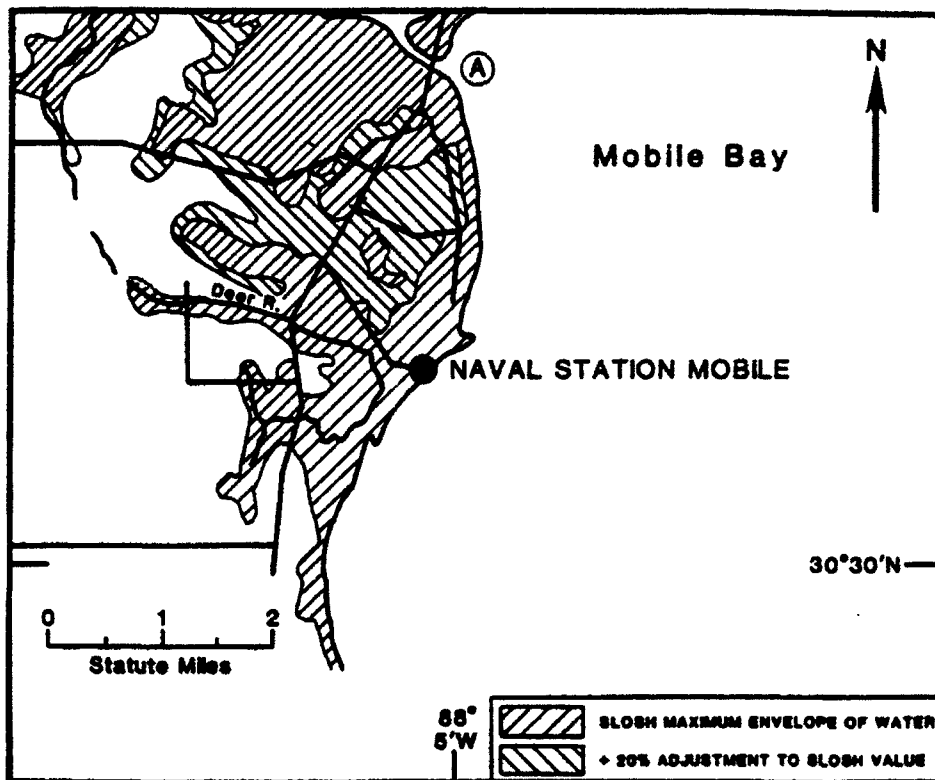 A
N
Mobile Bay
Deer R.
NAVAL STATION MOBILE
30°30'N
0 1 2
Statute Miles
88°
5'W
SLOSH MAXIMUM ENVELOPE OF WATER
+ 20% ADJUSTMENT TO SLOSH VALUE